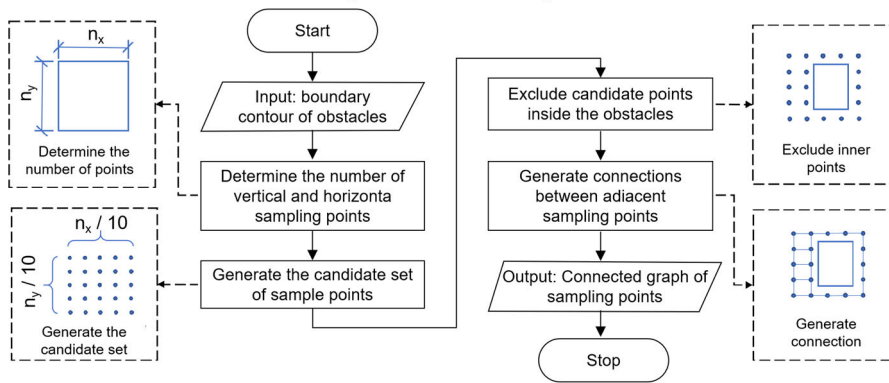 Start
Input: boundary
contour of obstacles
Determine the number of
vertical and horizonta
sampling points
Generate the candidate set
of sample points
nx
ny
Determine the
number of points
nx / 10
ny / 10
Generate the
candidate set
Exclude candidate points
inside the obstacles
Generate connections
between adjacent
sampling points
Output: Connected graph of
sampling points
Stop
Exclude inner
points
Generate
connection